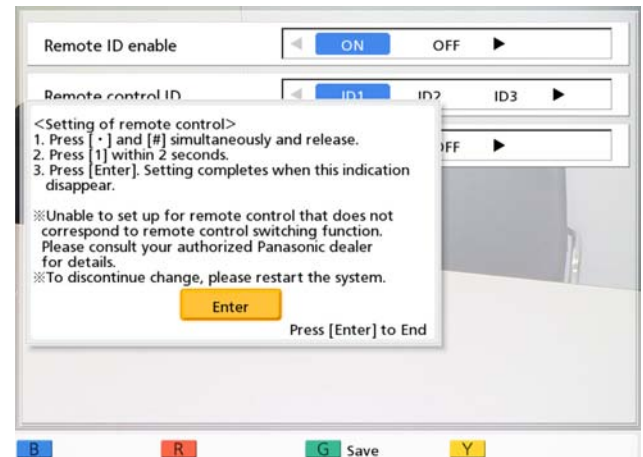 Remote ID enable
◀ ON OFF ▶
Remote control ID
◀ ID1 ID2 ID3 ▶
<Setting of remote control>
1. Press [・] and [#] simultaneously and release.
2. Press [1] within 2 seconds.
3. Press [Enter]. Setting completes when this indication
disappear.
OFF ▶
※Unable to set up for remote control that does not
correspond to remote control switching function.
Please consult your authorized Panasonic dealer
for details.
※To discontinue change, please restart the system.
Enter
Press [Enter] to End
B R G Save Y